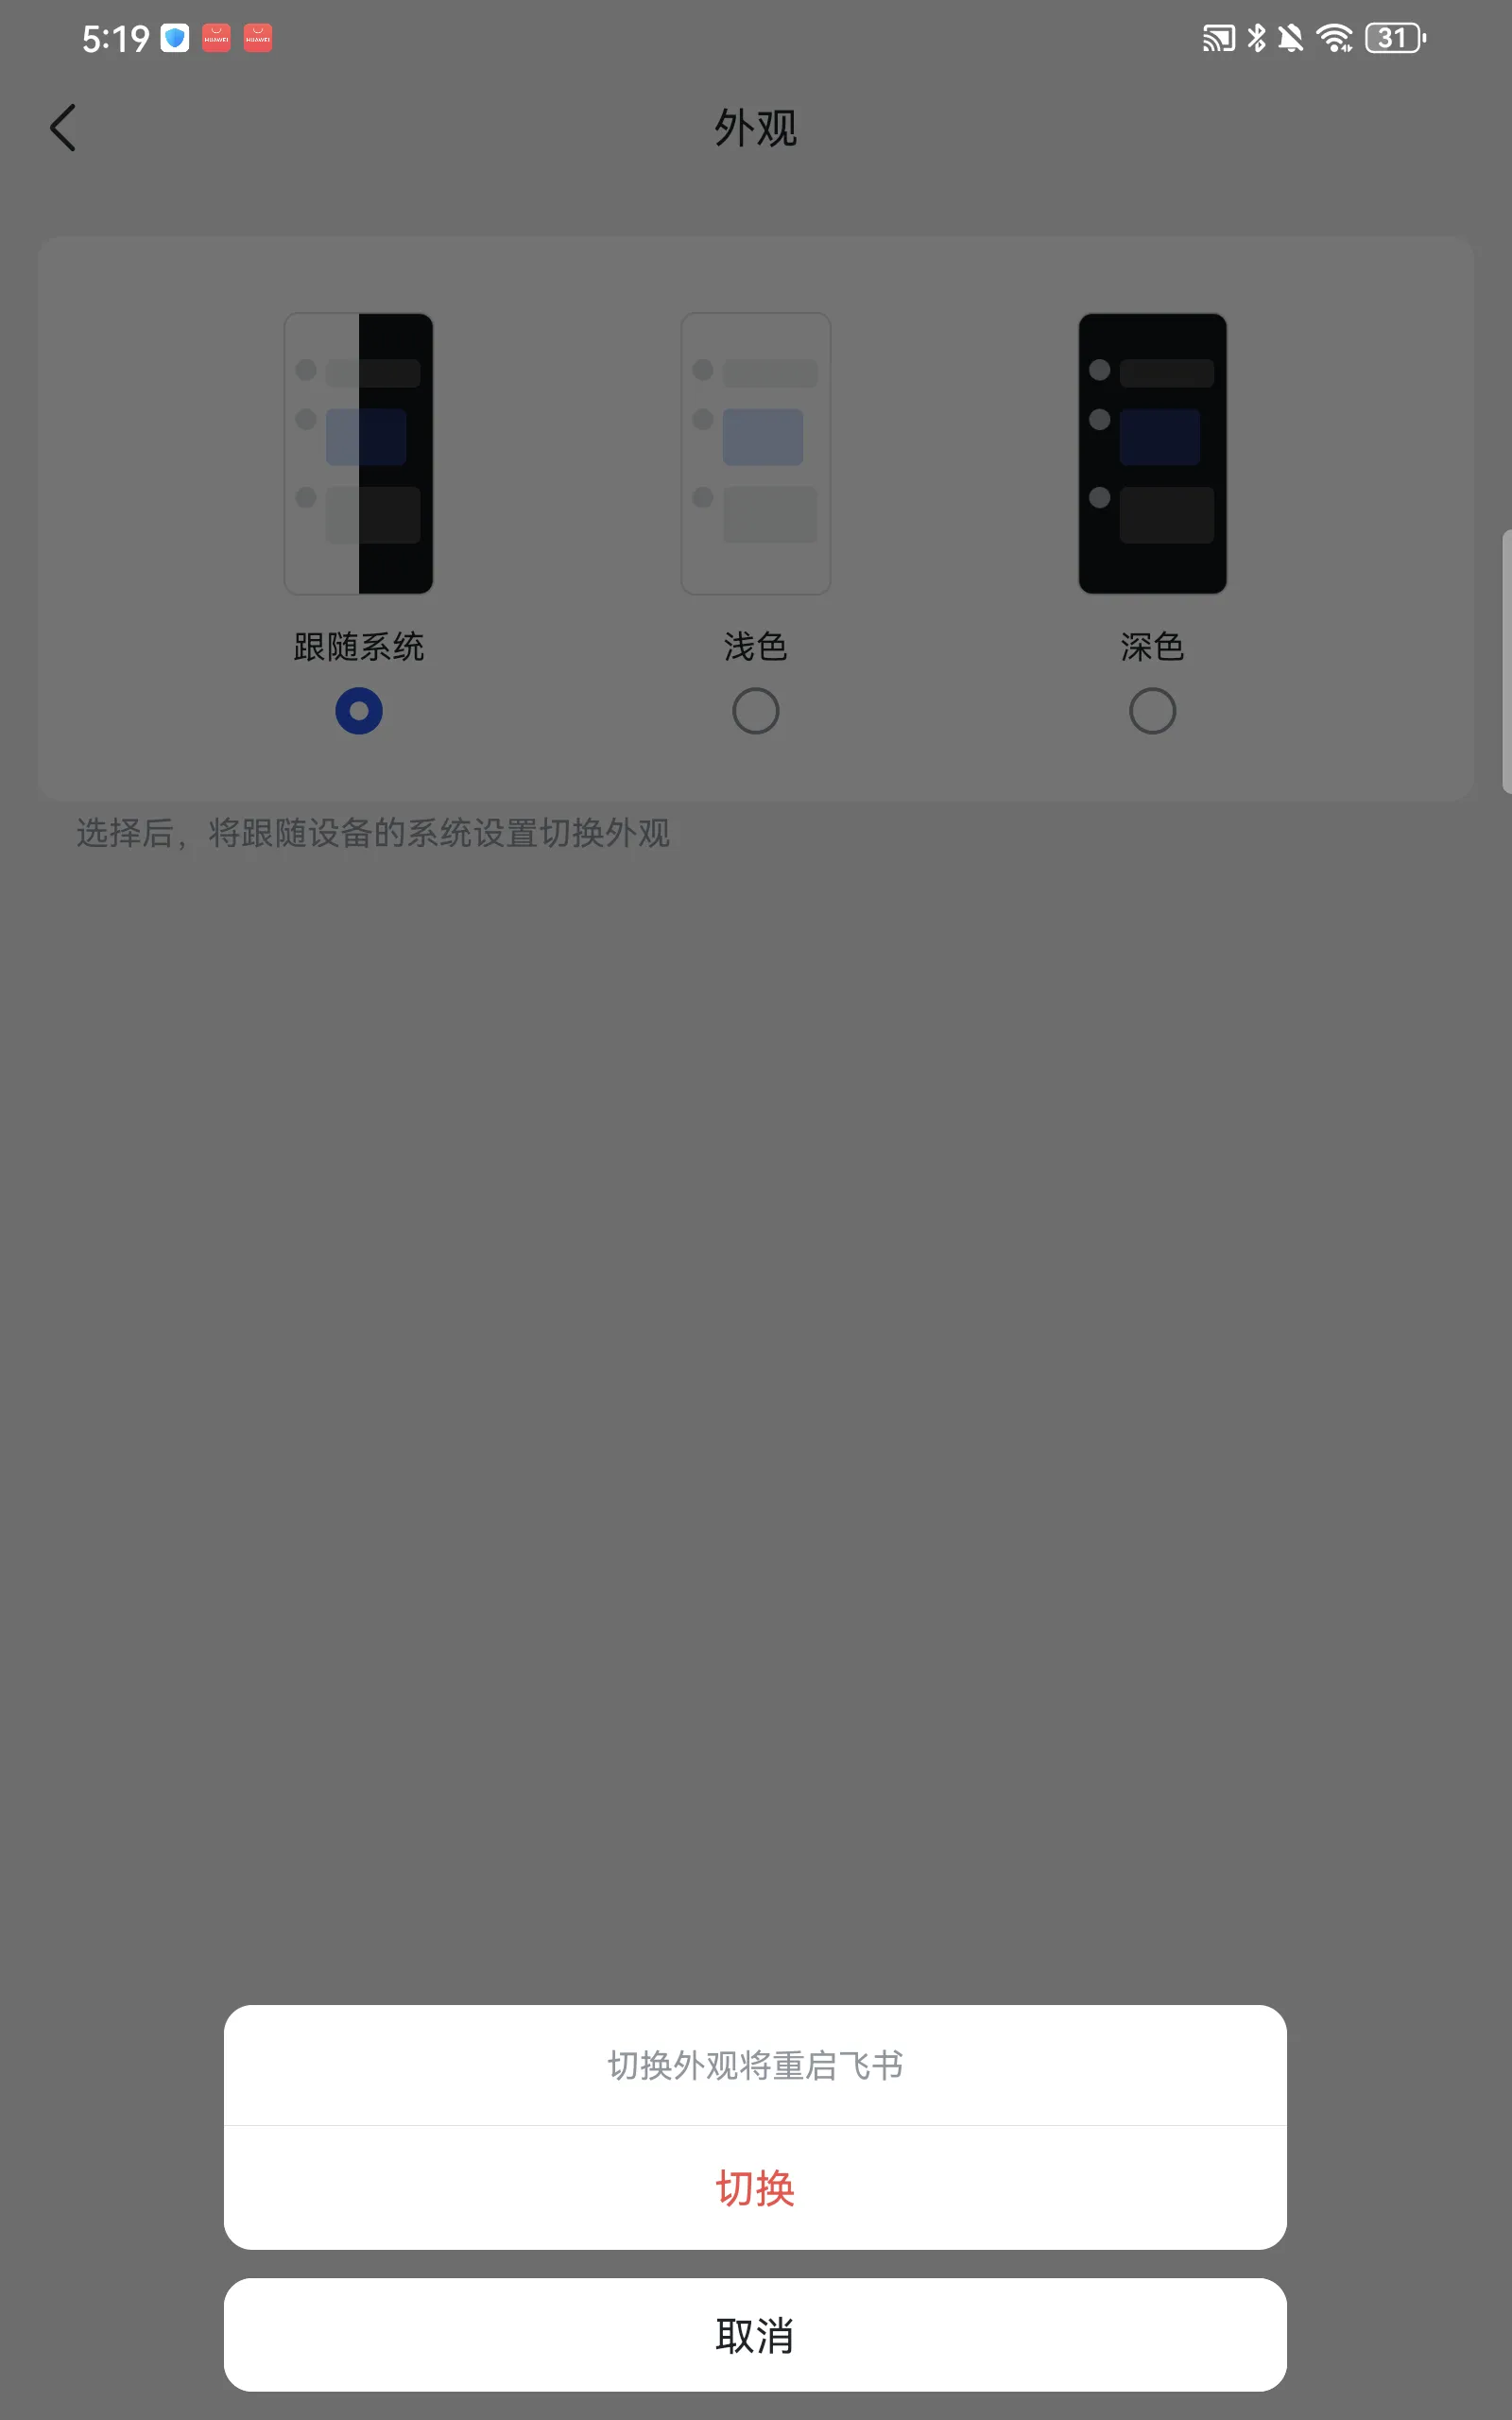 5:19 HUAWEI HUAWEI 31
外观
跟随系统 浅色 深色
选择后，将跟随设备的系统设置切换外观
切换外观将重启飞书
切换
取消